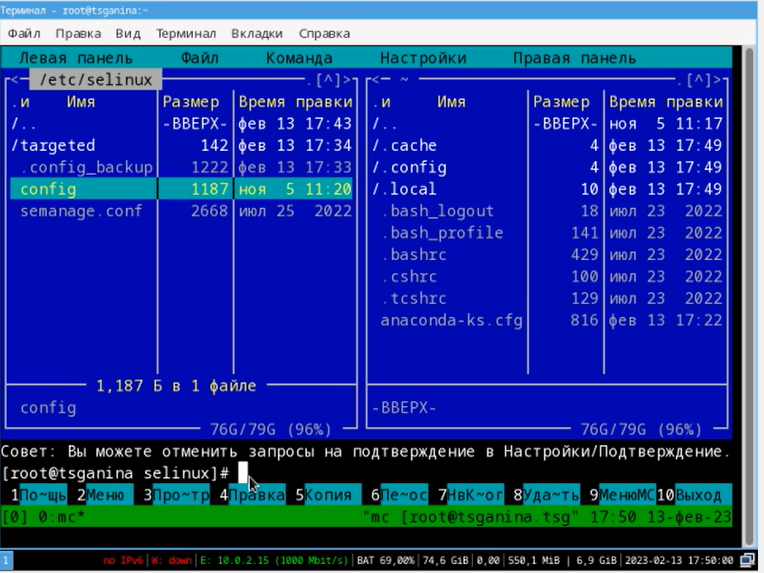 Терминал - root@tsganina:~
Файл Правка Вид Терминал Вкладки Справка
Левая панель Файл Команда Настройки Правая панель
<- /etc/selinux .[^]> <- ~ .[^]>
.и Имя Размер Время правки .и Имя Размер Время правки
/.. -ВВЕРХ- фев 13 17:43 /.. -ВВЕРХ- ноя 5 11:17
/targeted 142 фев 13 17:34 /.cache 4 фев 13 17:49
.config_backup 1222 фев 13 17:33 /.config 4 фев 13 17:49
config 1187 ноя 5 11:20 /.local 10 фев 13 17:49
semanage.conf 2668 июл 25 2022 .bash_logout 18 июл 23 2022
.bash_profile 141 июл 23 2022
.bashrc 429 июл 23 2022
.cshrc 100 июл 23 2022
.tcshrc 129 июл 23 2022
anaconda-ks.cfg 816 фев 13 17:22
1,187 Б в 1 файле
config -ВВЕРХ-
76G/79G (96%) 76G/79G (96%)
Совет: Вы можете отменить запросы на подтверждение в Настройки/Подтверждение.
[root@tsganina selinux]#
1По~щь 2Меню 3Про~тр 4Правка 5Копия 6Пе~ос 7НвК~ог 8Уда~ть 9МенюMC 10Выход
[0] 0:mc* "mc [root@tsganina.tsg" 17:50 13-фев-23
1 no IPv6 | W: down | E: 10.0.2.15 (1000 Mbit/s) | BAT 69,00% | 74,6 GiB | 0,00 | 550,1 MiB | 6,9 GiB | 2023-02-13 17:50:00